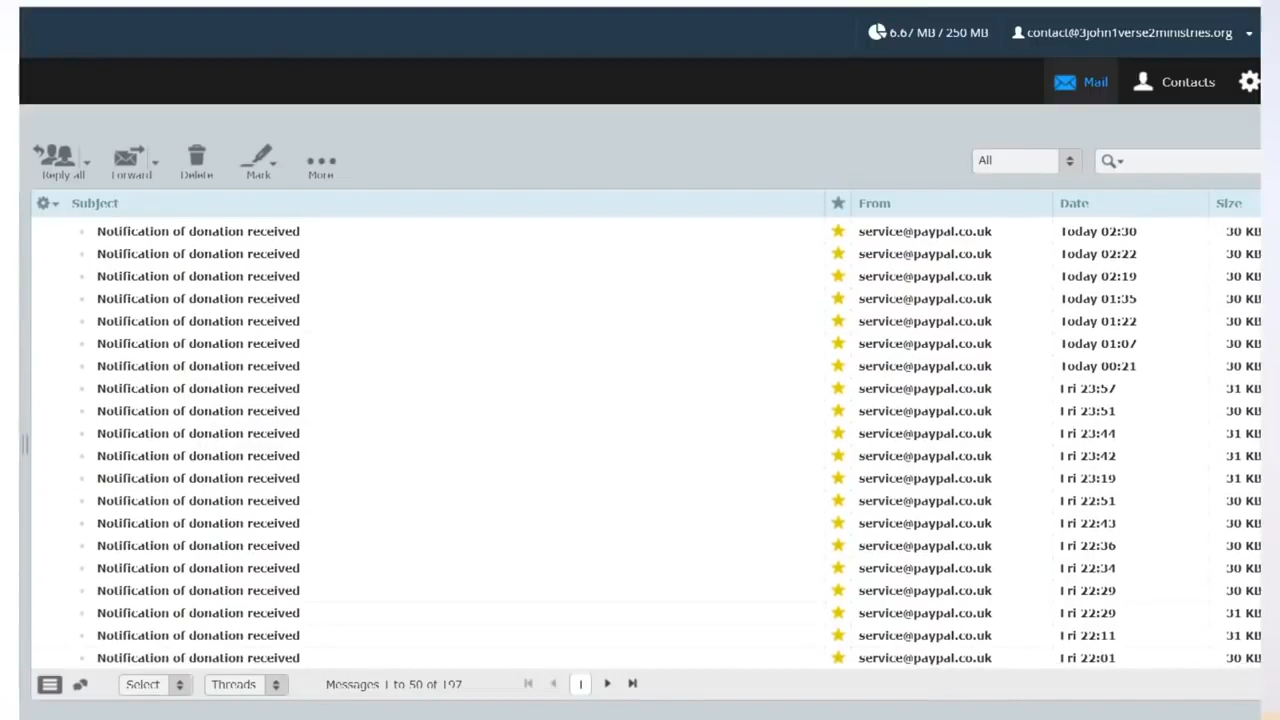 6.67 MB / 250 MB contact@3john1verse2ministries.org
Mail Contacts
Reply all Forward Delete Mark More All
Subject From Date Size
Notification of donation received service@paypal.co.uk Today 02:30 30 KB
Notification of donation received service@paypal.co.uk Today 02:22 30 KB
Notification of donation received service@paypal.co.uk Today 02:19 30 KB
Notification of donation received service@paypal.co.uk Today 01:35 30 KB
Notification of donation received service@paypal.co.uk Today 01:22 30 KB
Notification of donation received service@paypal.co.uk Today 01:07 30 KB
Notification of donation received service@paypal.co.uk Today 00:21 30 KB
Notification of donation received service@paypal.co.uk Fri 23:57 31 KB
Notification of donation received service@paypal.co.uk Fri 23:51 30 KB
Notification of donation received service@paypal.co.uk Fri 23:44 31 KB
Notification of donation received service@paypal.co.uk Fri 23:42 31 KB
Notification of donation received service@paypal.co.uk Fri 23:19 31 KB
Notification of donation received service@paypal.co.uk Fri 22:51 30 KB
Notification of donation received service@paypal.co.uk Fri 22:43 30 KB
Notification of donation received service@paypal.co.uk Fri 22:36 30 KB
Notification of donation received service@paypal.co.uk Fri 22:34 30 KB
Notification of donation received service@paypal.co.uk Fri 22:29 30 KB
Notification of donation received service@paypal.co.uk Fri 22:29 31 KB
Notification of donation received service@paypal.co.uk Fri 22:11 31 KB
Notification of donation received service@paypal.co.uk Fri 22:01 30 KB
Select Threads Messages 1 to 50 of 197 1